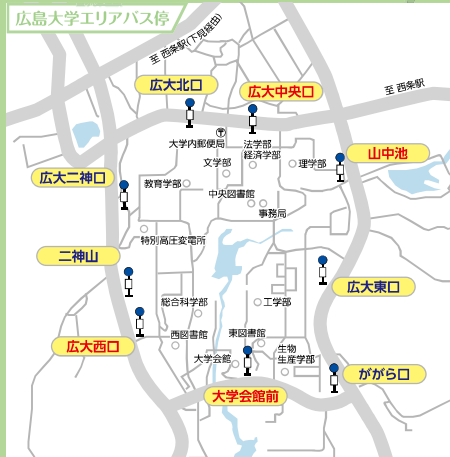 広島大学エリアバス停
至 西条駅(下見経由)
広大北口
広大中央口
至 西条駅
大学内郵便局
法学部
経済学部
文学部
理学部
山中池
広大二神口
教育学部
中央図書館
事務局
特別高圧変電所
二神山
広大東口
総合科学部
工学部
西図書館
東図書館
広大西口
大学会館
生物
生産学部
ががら口
大学会館前